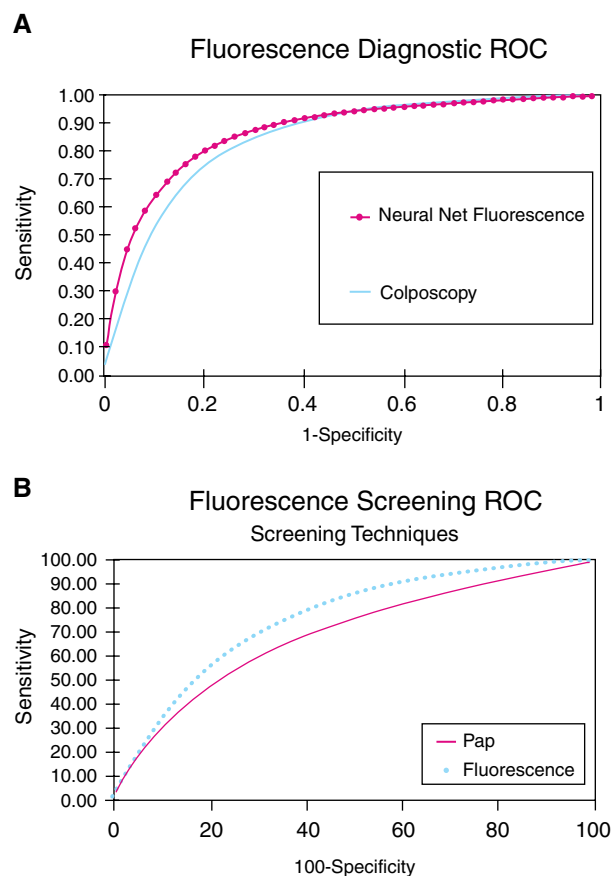 A
Fluorescence Diagnostic ROC
1.00
0.90
0.80
0.70
0.60
0.50
0.40
0.30
0.20
0.10
0.00
Sensitivity
Neural Net Fluorescence
Colposcopy
0 0.2 0.4 0.6 0.8 1
1-Specificity
B
Fluorescence Screening ROC
Screening Techniques
100.00
90.00
80.00
70.00
60.00
50.00
40.00
30.00
20.00
10.00
0.00
Sensitivity
Pap
Fluorescence
0 20 40 60 80 100
100-Specificity